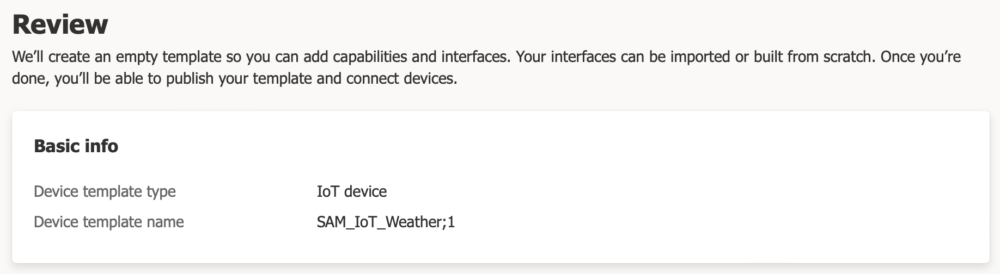 Review
We’ll create an empty template so you can add capabilities and interfaces. Your interfaces can be imported or built from scratch. Once you’re
done, you’ll be able to publish your template and connect devices.
Basic info
Device template type IoT device
Device template name SAM_IoT_Weather;1